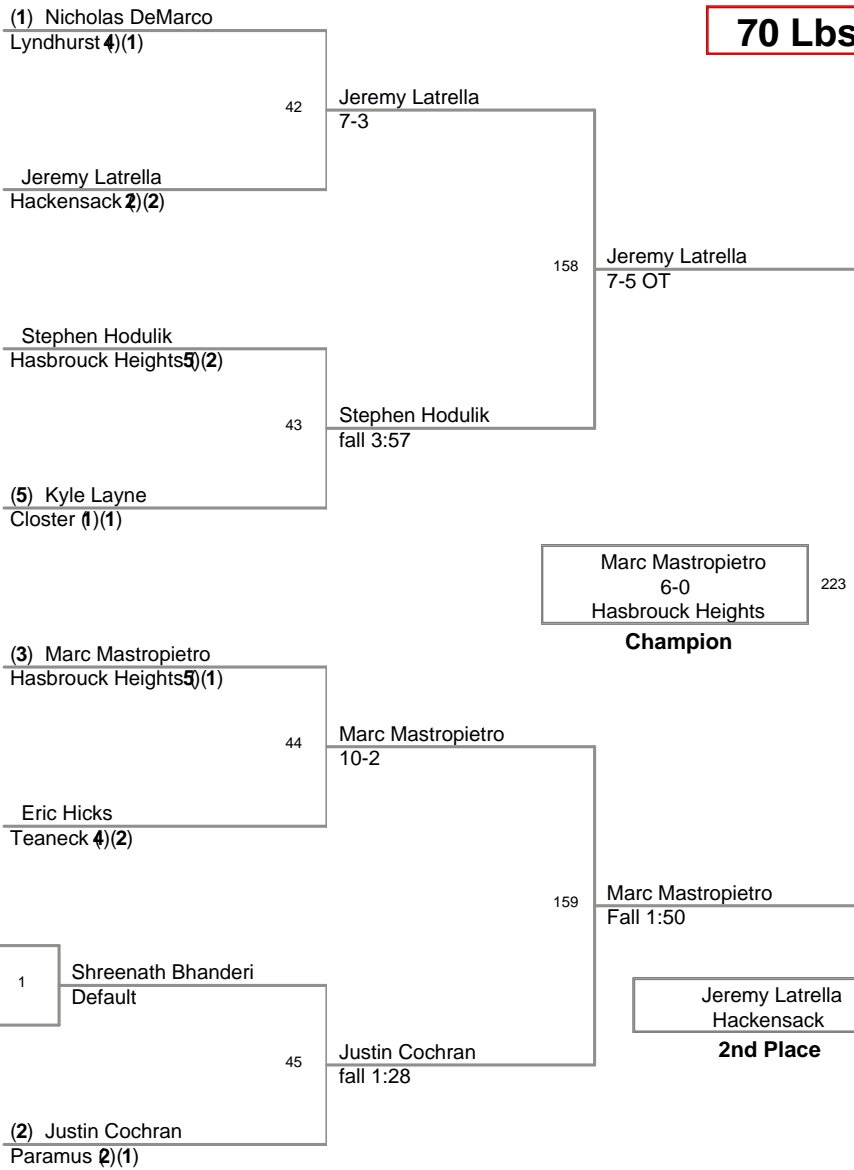 (1) Nicholas DeMarco
70 Lbs
Lyndhurst (4)(1)
42
Jeremy Latrella
7-3
Jeremy Latrella
Hackensack (2)(2)
158
Jeremy Latrella
7-5 OT
Stephen Hodulik
Hasbrouck Heights (5)(2)
43
Stephen Hodulik
fall 3:57
(5) Kyle Layne
Closter (1)(1)
Marc Mastropietro
6-0
Hasbrouck Heights
223
Champion
(3) Marc Mastropietro
Hasbrouck Heights (5)(1)
44
Marc Mastropietro
10-2
Eric Hicks
Teaneck (4)(2)
159
Marc Mastropietro
Fall 1:50
1
Shreenath Bhanderi
Default
Jeremy Latrella
Hackensack
2nd Place
45
Justin Cochran
fall 1:28
(2) Justin Cochran
Paramus (2)(1)